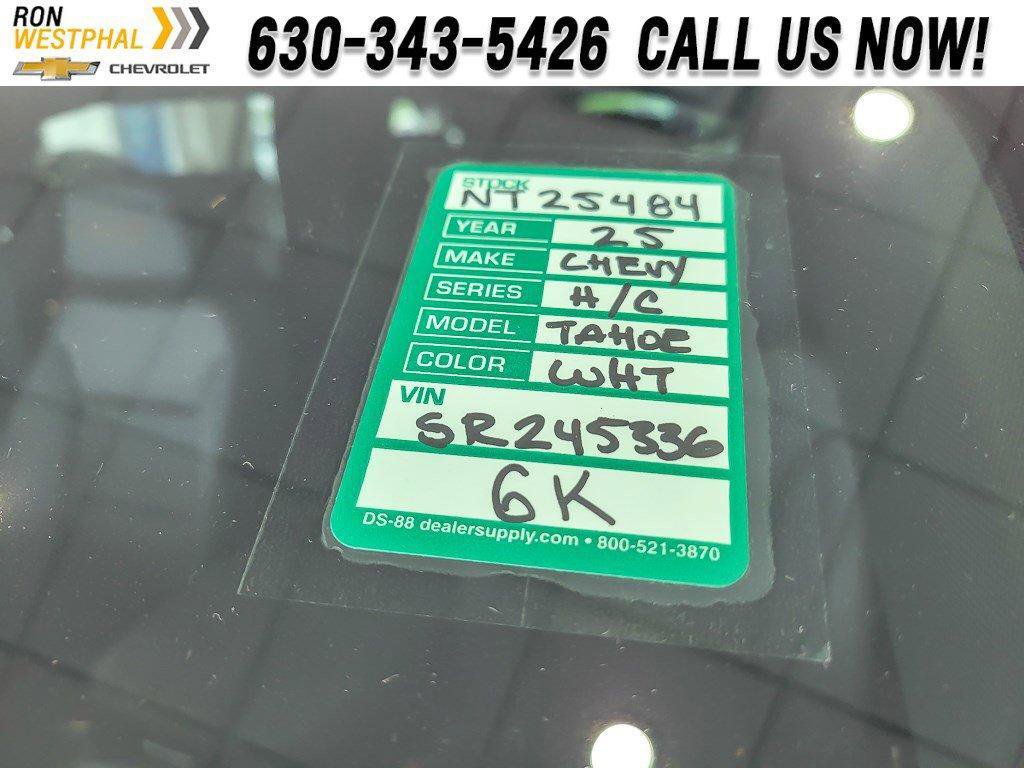 RON
WESTPHAL
CHEVROLET
630-343-5426 CALL US NOW!
STOCK
NT25484
YEAR 25
MAKE CHEVY
SERIES H/C
MODEL TAHOE
COLOR WHT
VIN
SR245336
6K
DS-88 dealersupply.com • 800-521-3870